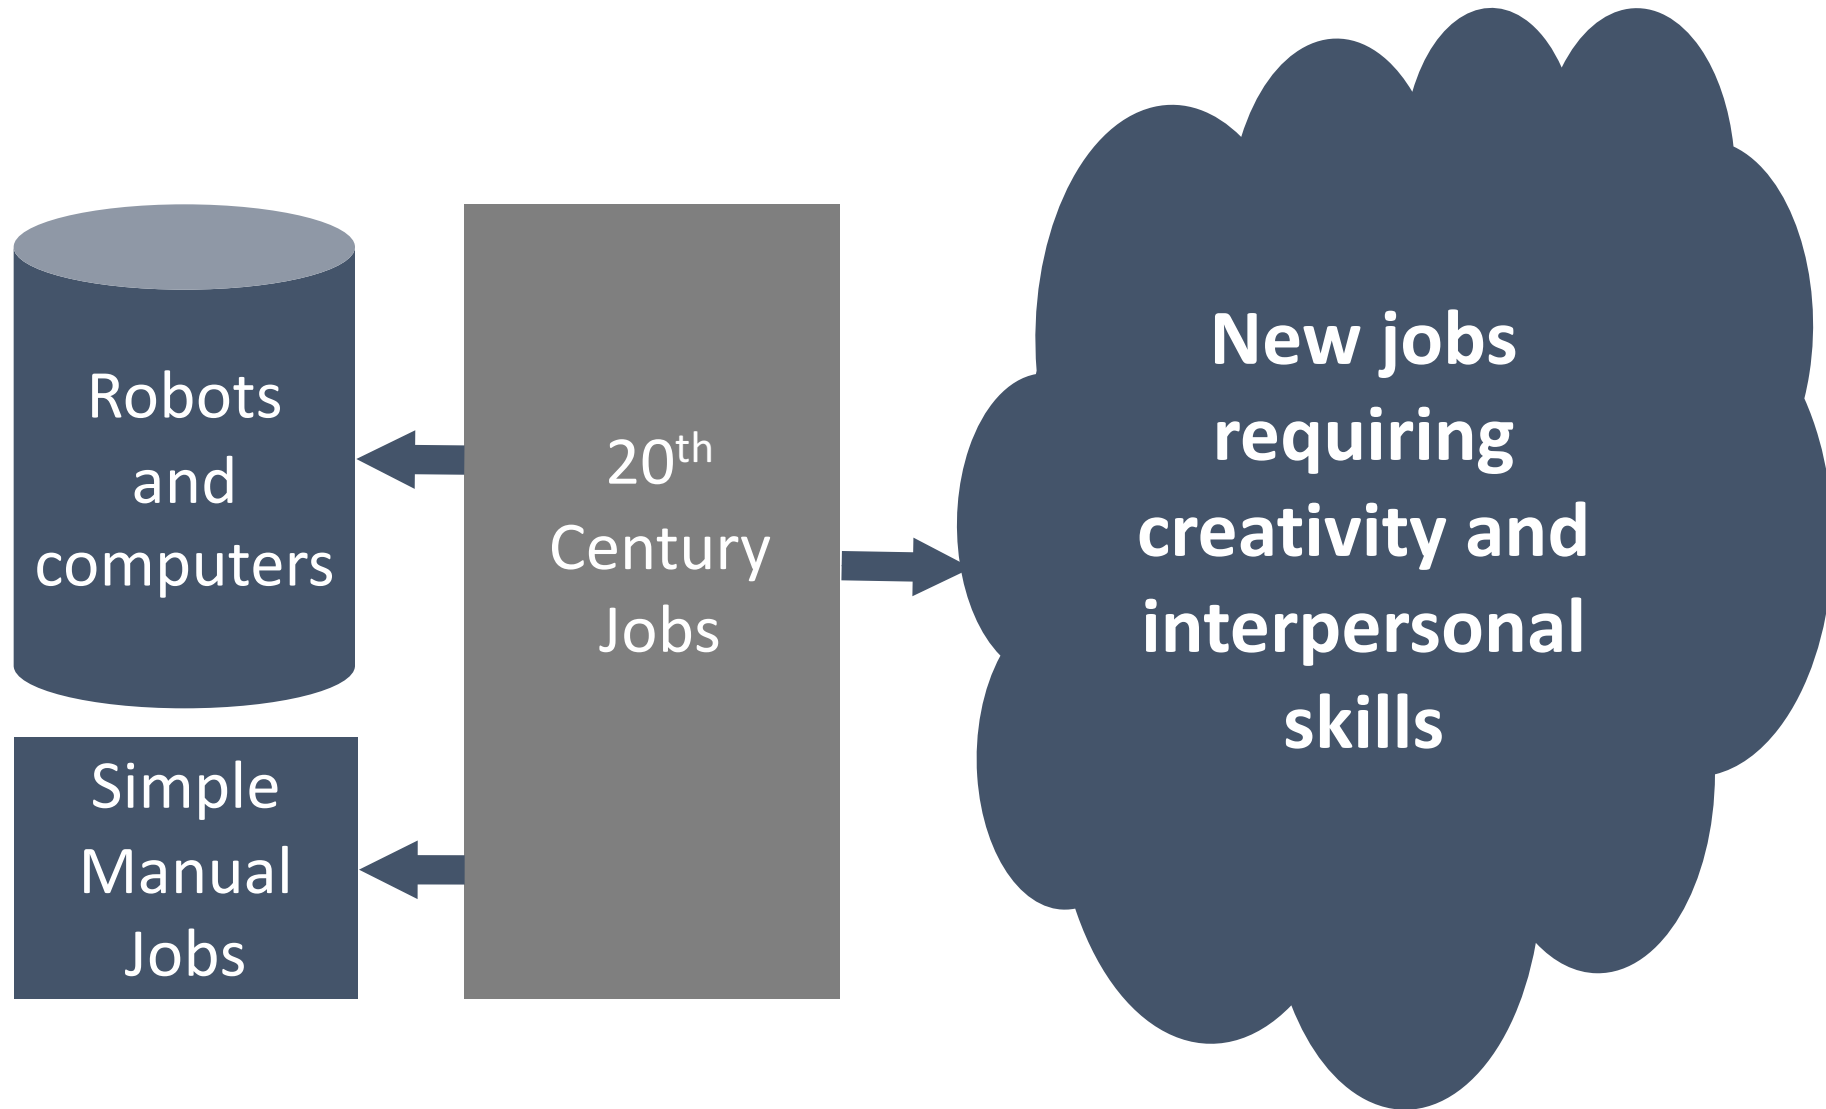 Robots
and
computers
Simple
Manual
Jobs
20th
Century
Jobs
New jobs
requiring
creativity and
interpersonal
skills